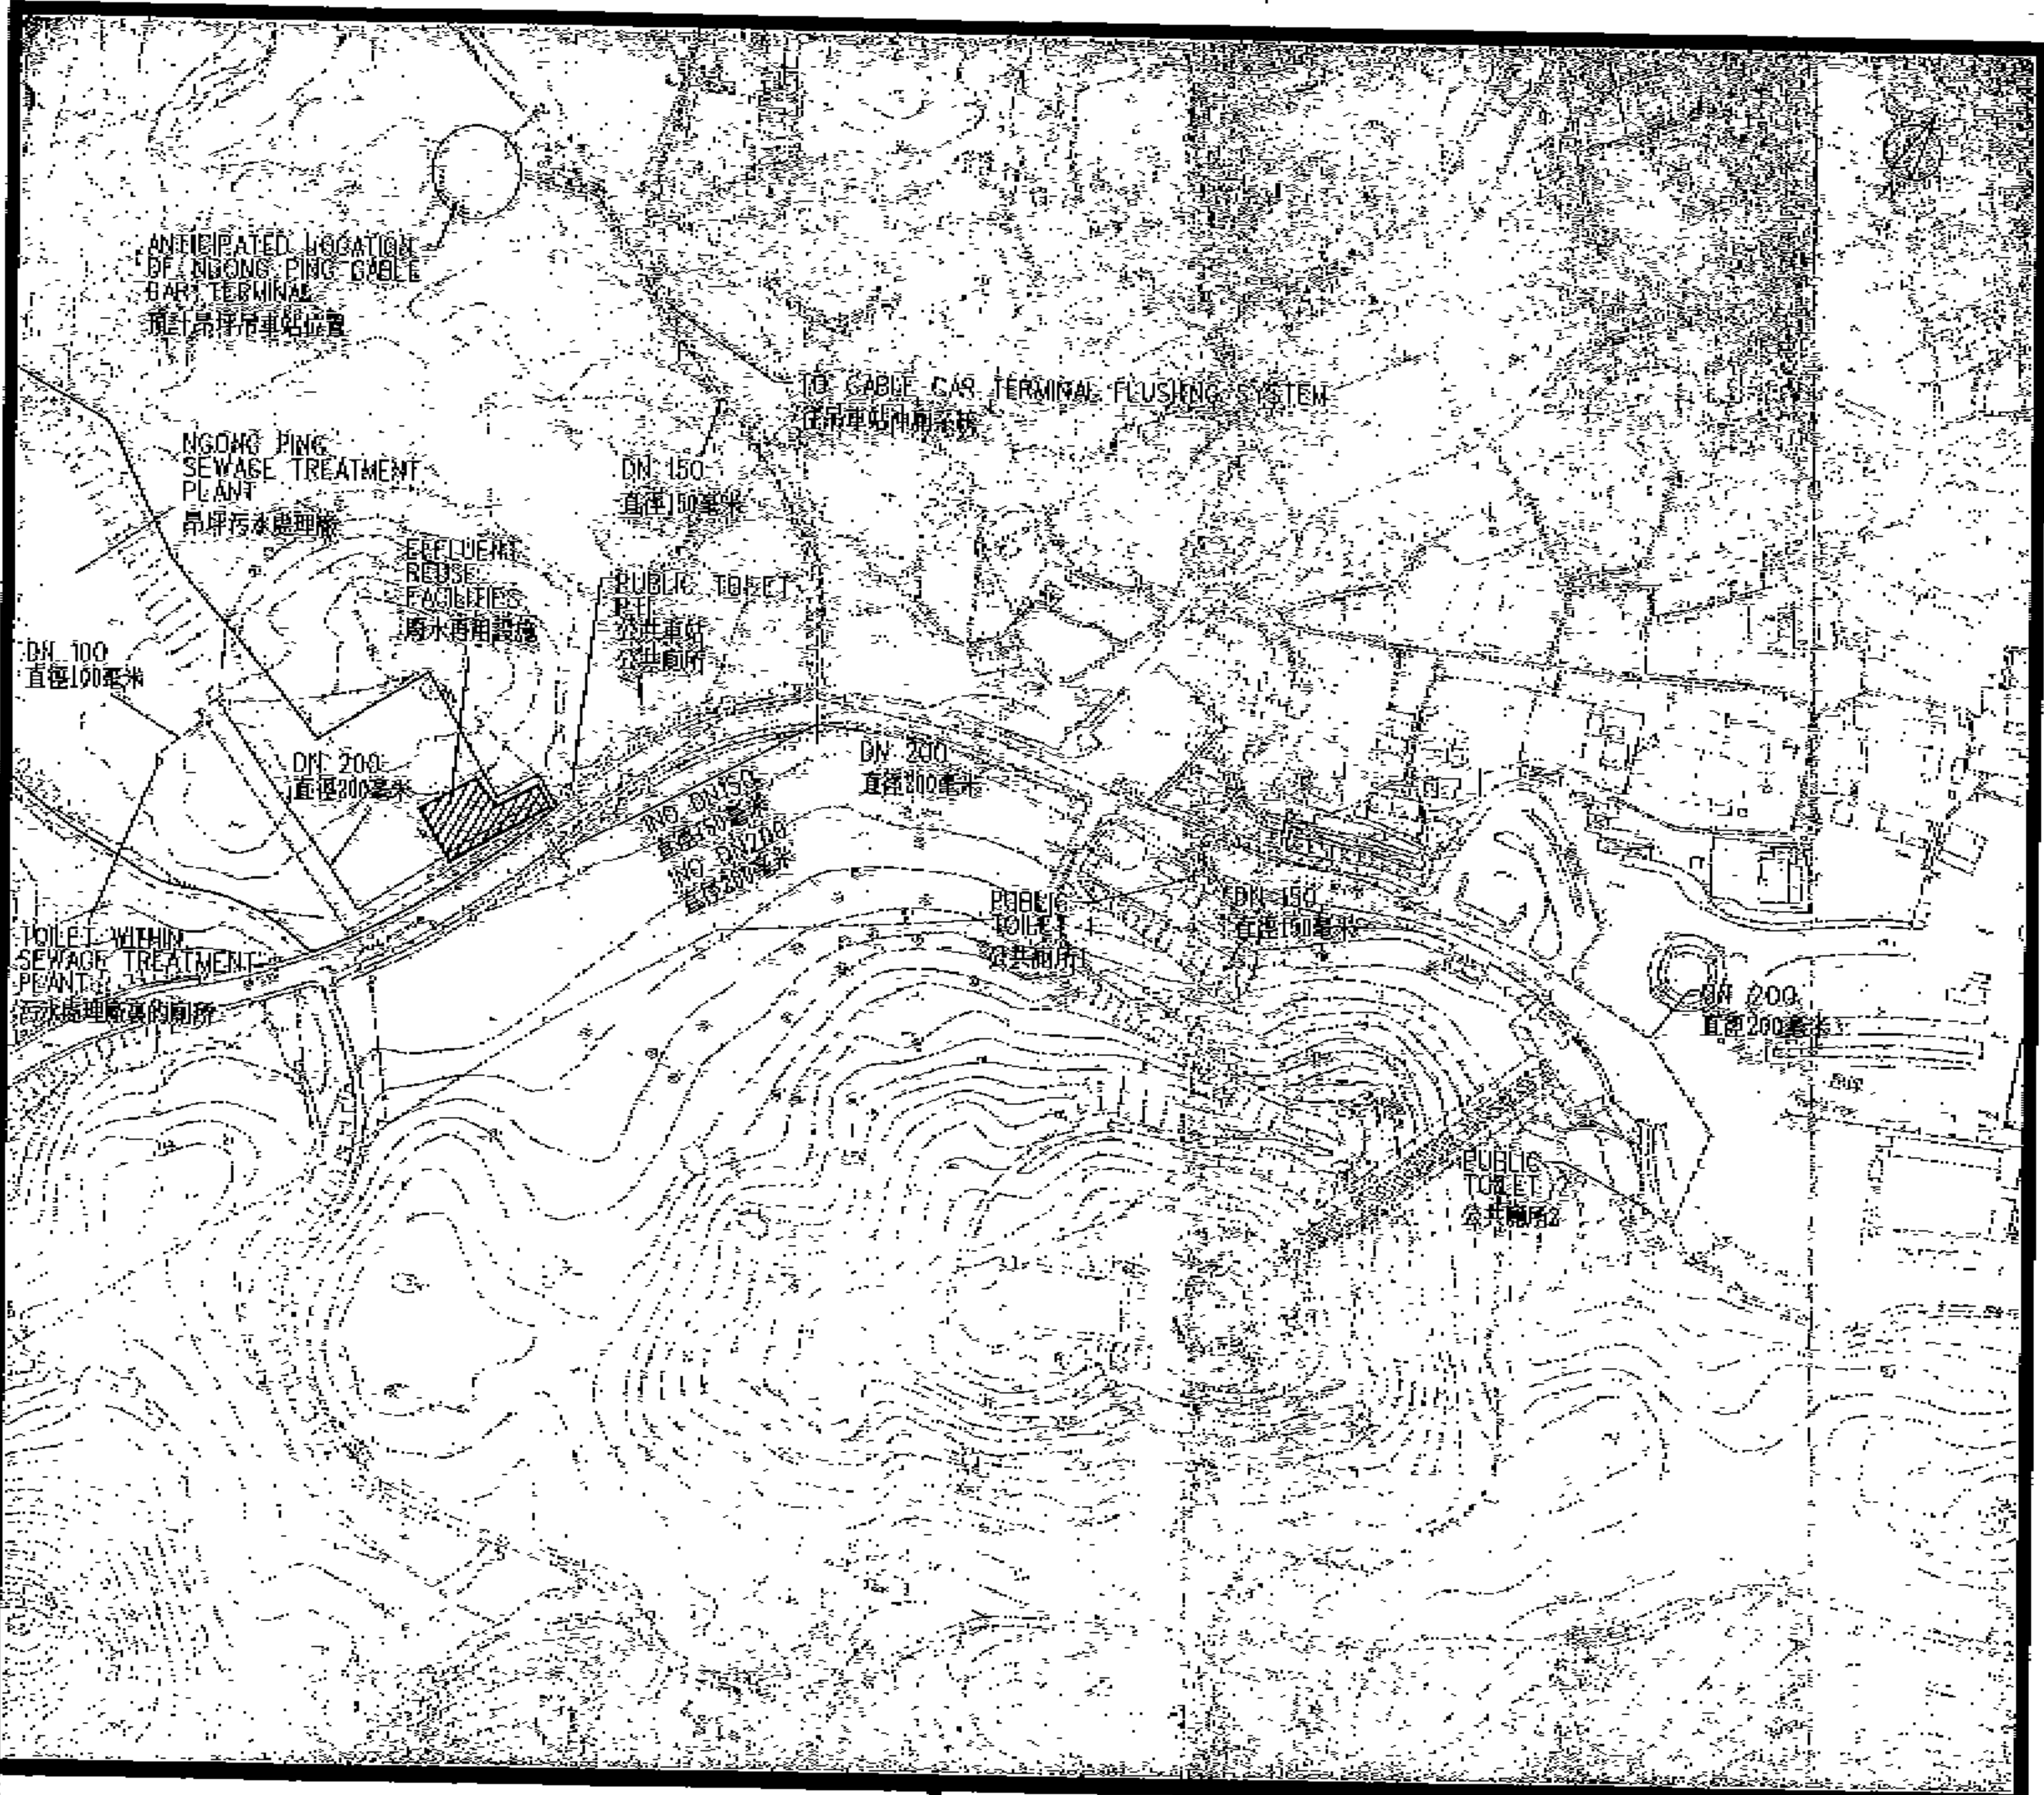 ANTICIPATED LOCATION
OF NGONG PING CABLE
CAR TERMINAL
預計昂坪吊車站位置
TO CABLE CAR TERMINAL FLUSHING SYSTEM
往吊車站沖廁系統
NGONG PING
SEWAGE TREATMENT
PLANT
昂坪污水處理廠
DN 150
直徑150毫米
EFFLUENT
REUSE
FACILITIES
廢水再用設施
PUBLIC TOILET
PTI
公共車站
公共廁所
DN 100
直徑100毫米
DN 200
直徑200毫米
DN 200
直徑200毫米
NO. DN150
直徑150毫米
NO. DN200
直徑200毫米
PUBLIC
TOILET 1
公共廁所1
DN 150
直徑150毫米
TOILET WITHIN
SEWAGE TREATMENT
PLANT
污水處理廠裏的廁所
DN 200
直徑200毫米
PUBLIC
TOILET 2
公共廁所2